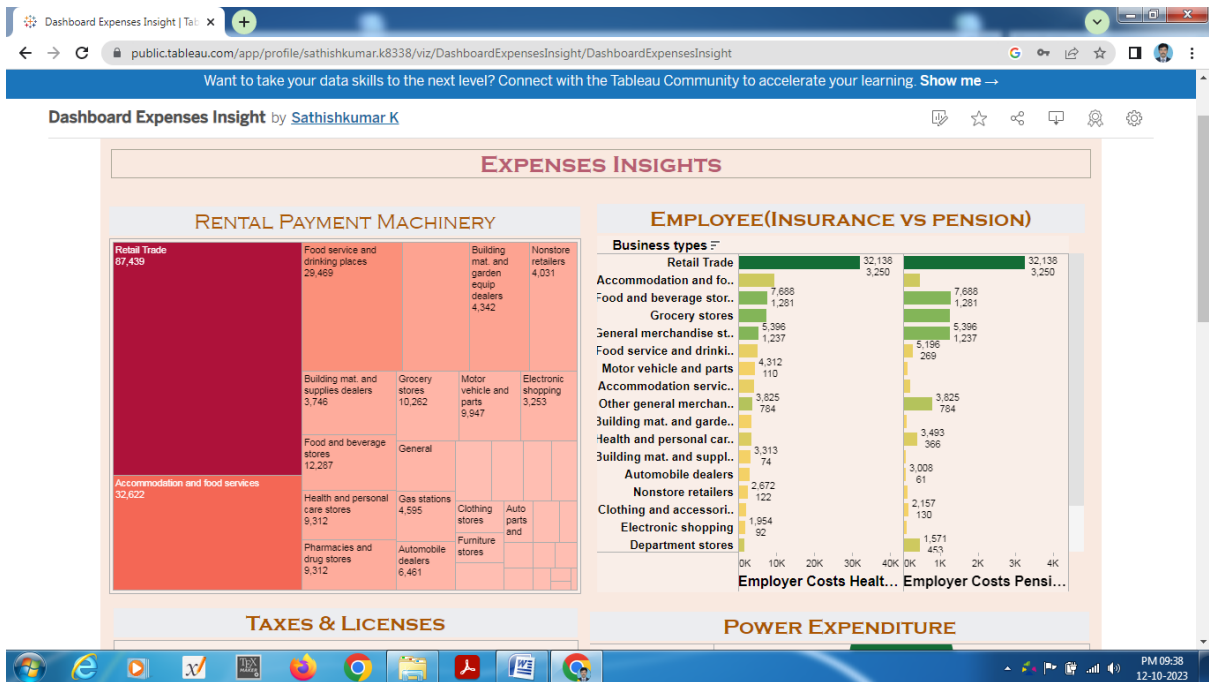 Dashboard Expenses Insight | Tab
public.tableau.com/app/profile/sathishkumar.k8338/viz/DashboardExpensesInsight/DashboardExpensesInsight
Want to take your data skills to the next level? Connect with the Tableau Community to accelerate your learning. Show me →
Dashboard Expenses Insight by Sathishkumar K
EXPENSES INSIGHTS
RENTAL PAYMENT MACHINERY
Retail Trade
87,439
Accommodation and food services
32,622
Food service and
drinking places
29,469
Building
mat. and
garden
equip
dealers
4,342
Nonstore
retailers
4,031
Building mat. and
supplies dealers
3,746
Grocery
stores
10,262
Motor
vehicle and
parts
9,947
Electronic
shopping
3,253
Food and beverage
stores
12,287
General
Health and personal
care stores
9,312
Gas stations
4,595
Clothing
stores
Auto
parts
and
Pharmacies and
drug stores
9,312
Automobile
dealers
6,461
Furniture
stores
EMPLOYEE(INSURANCE VS PENSION)
Business types
Retail Trade
32,138
3,250
32,138
3,250
Accommodation and fo..
Food and beverage stor..
7,688
1,281
7,688
1,281
Grocery stores
General merchandise st..
5,396
1,237
5,396
1,237
Food service and drinki..
5,196
269
Motor vehicle and parts
4,312
110
Accommodation servic..
Other general merchan..
3,825
784
3,825
784
Building mat. and garde..
Health and personal car..
3,493
366
Building mat. and suppl..
3,313
74
Automobile dealers
3,008
61
Nonstore retailers
2,672
122
Clothing and accessori..
2,157
130
Electronic shopping
1,954
92
Department stores
1,571
453
0K 10K 20K 30K 40K 0K 1K 2K 3K 4K
Employer Costs Healt... Employer Costs Pensi...
TAXES & LICENSES
POWER EXPENDITURE
PM 09:38
12-10-2023